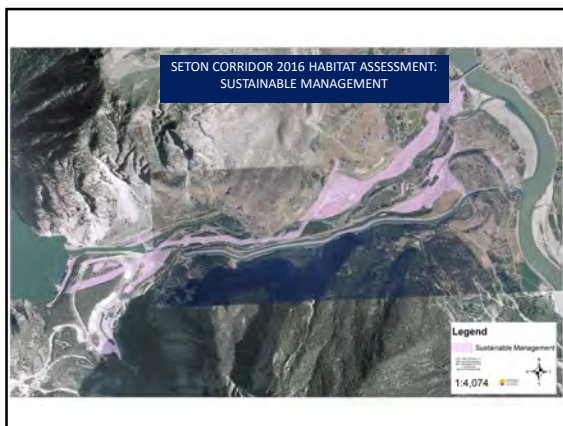 SETON CORRIDOR 2016 HABITAT ASSESSMENT:
SUSTAINABLE MANAGEMENT
Legend
Sustainable Management
1:4,074